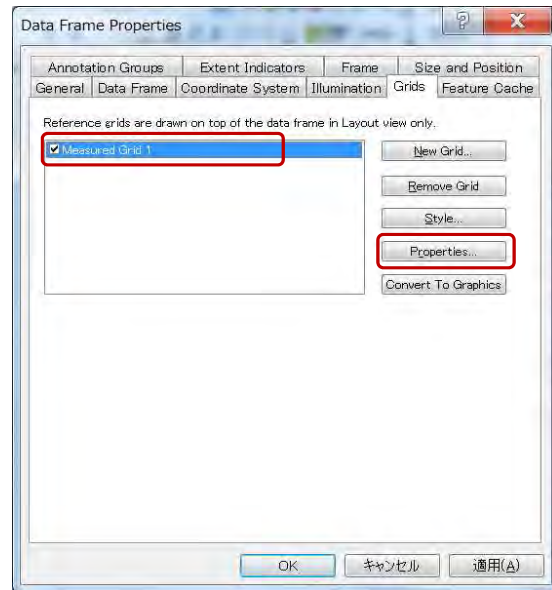 Data Frame Properties
Annotation Groups Extent Indicators Frame Size and Position
General Data Frame Coordinate System Illumination Grids Feature Cache
Reference grids are drawn on top of the data frame in Layout view only.
Measured Grid 1
New Grid...
Remove Grid
Style...
Properties...
Convert To Graphics
OK キャンセル 適用(A)